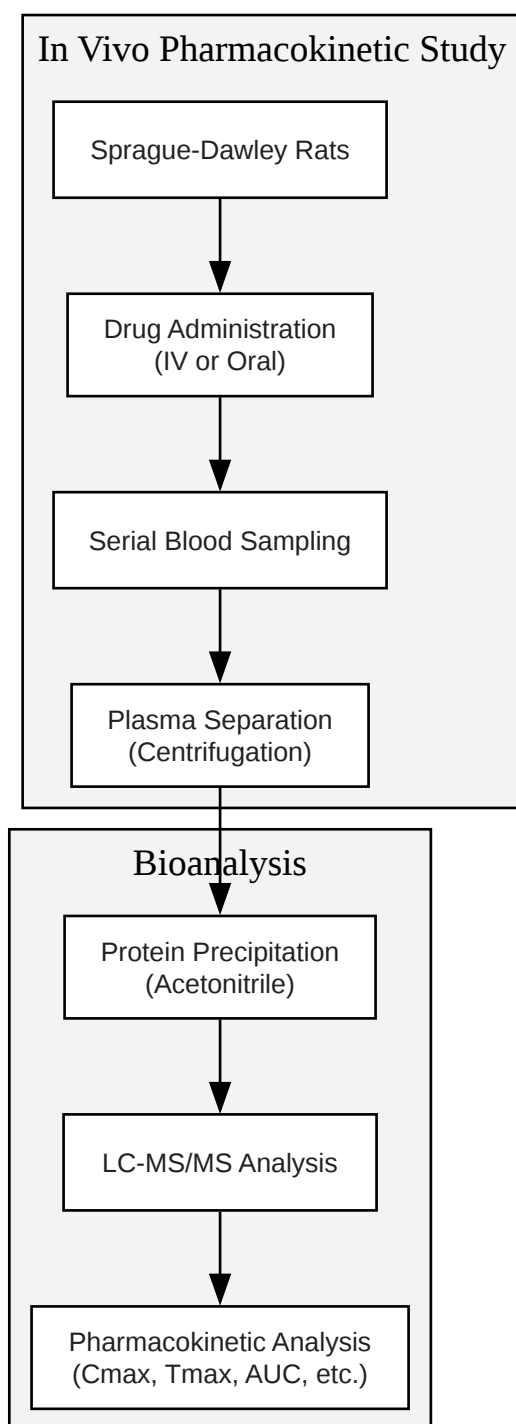 In Vivo Pharmacokinetic Study
Sprague-Dawley Rats
Drug Administration
(IV or Oral)
Serial Blood Sampling
Plasma Separation
(Centrifugation)
Bioanalysis
Protein Precipitation
(Acetonitrile)
LC-MS/MS Analysis
Pharmacokinetic Analysis
(Cmax, Tmax, AUC, etc.)